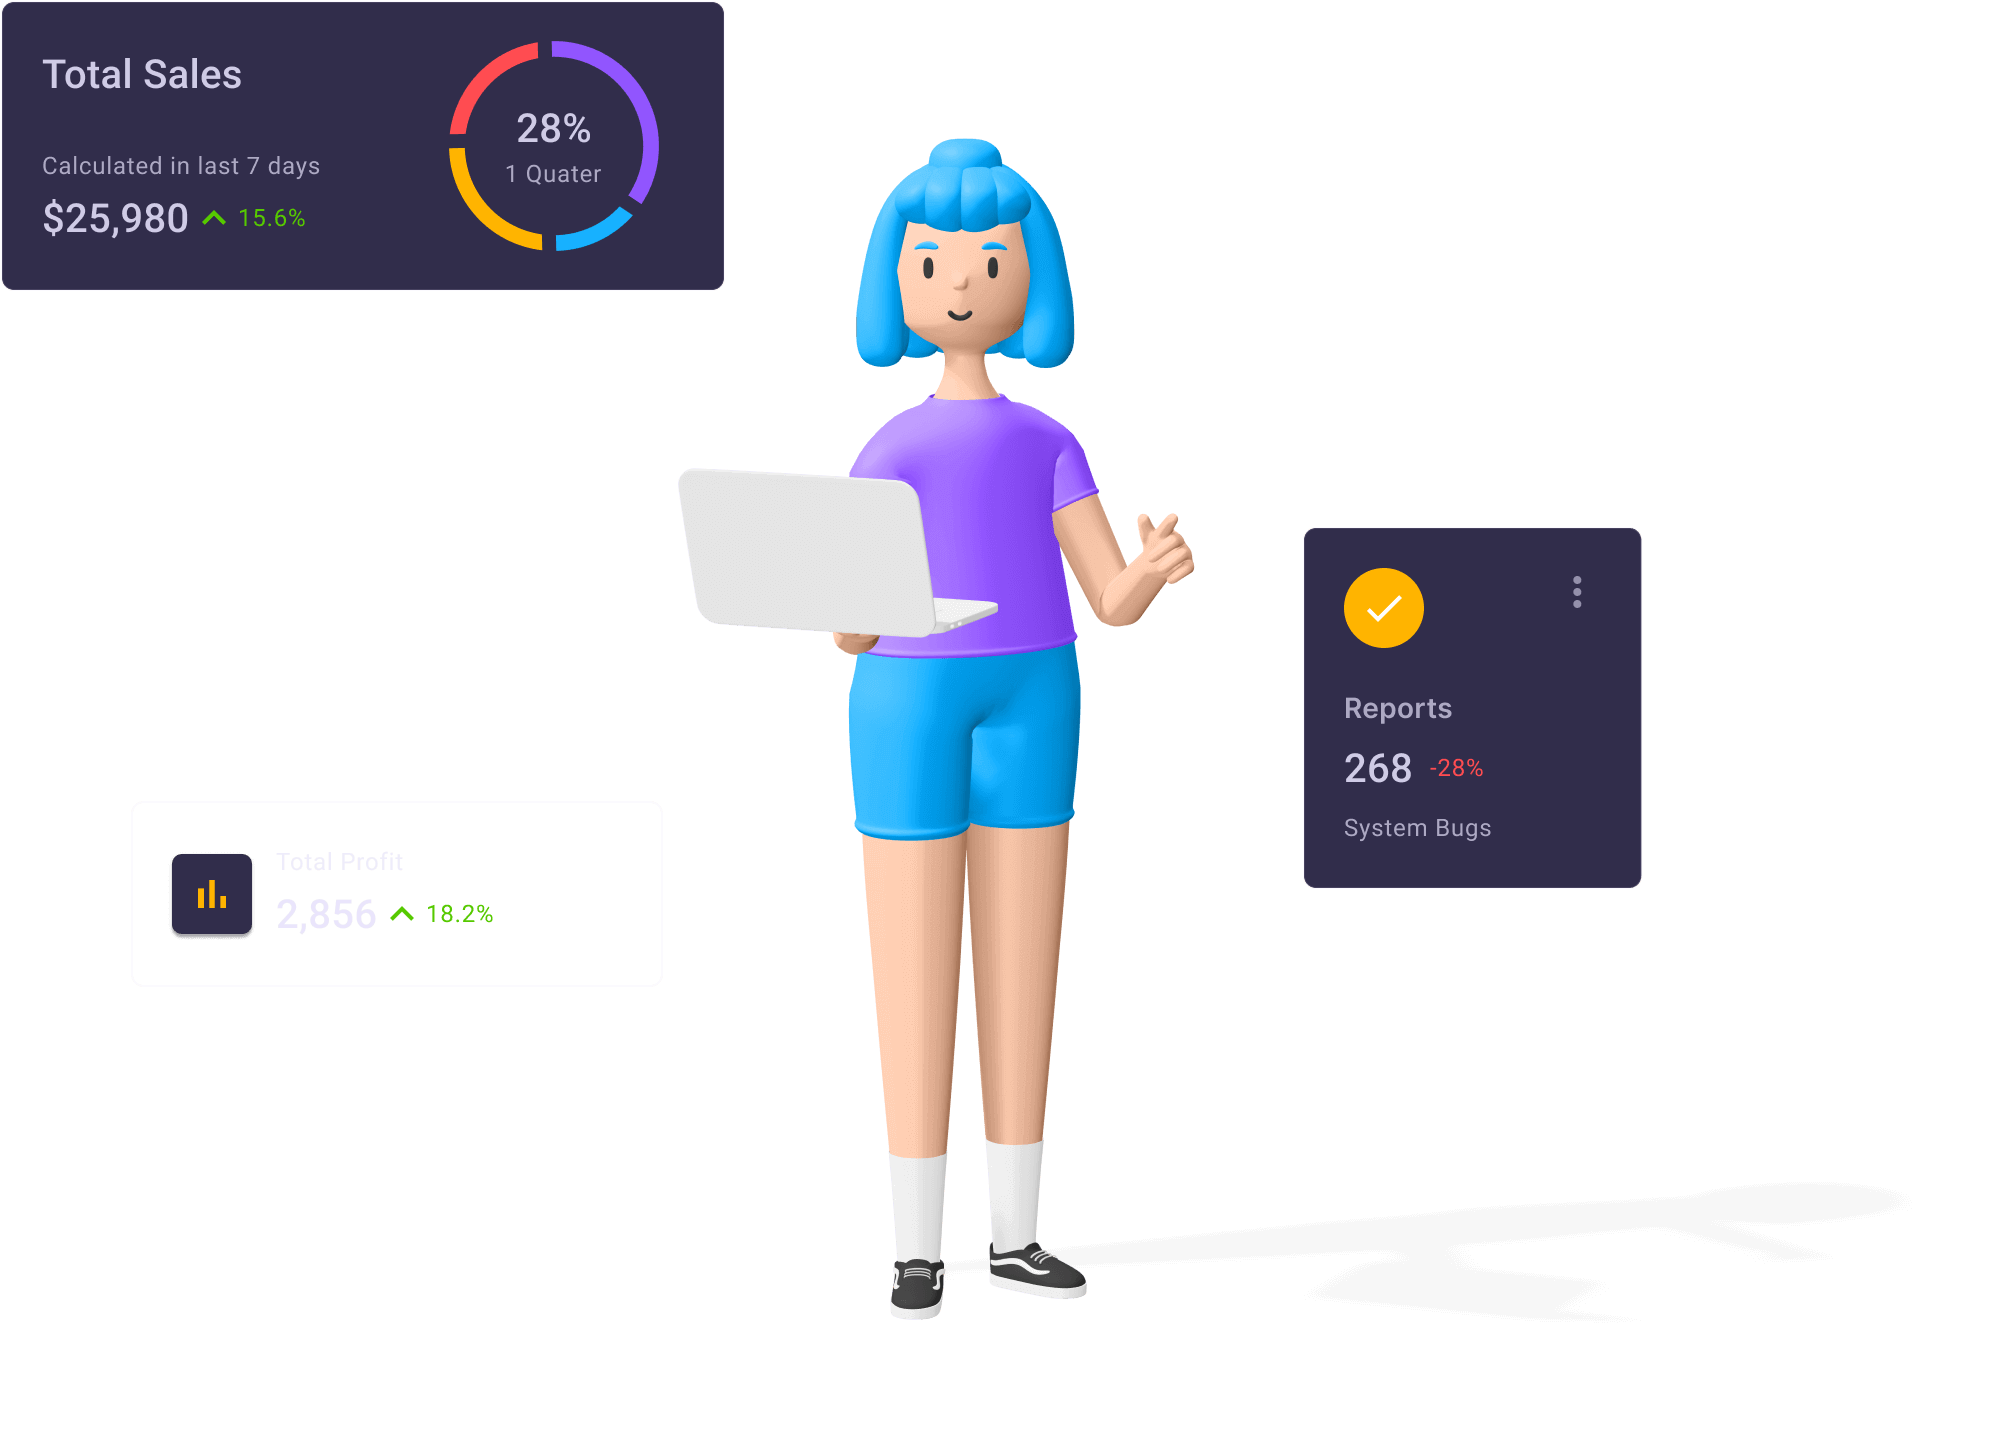 Total Sales
Calculated in last 7 days
$25,980 15.6%
28%
1 Quater
Reports
268 -28%
System Bugs
Total Profit
2,856 18.2%